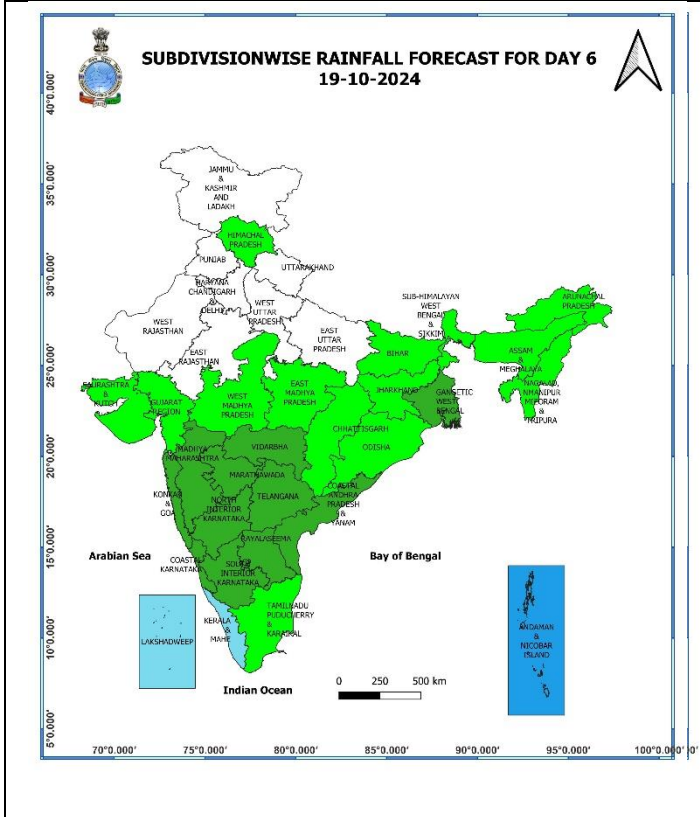 SUBDIVISIONWISE RAINFALL FORECAST FOR DAY 6
19-10-2024
40°0.000'
35°0.000'
30°0.000'
25°0.000'
20°0.000'
15°0.000'
10°0.000'
5°0.000'
JAMMU
&
KASHMIR
AND
LADAKH
HIMACHAL
PRADESH
PUNJAB
UTTARAKHAND
HARYANA
CHANDIGARH
&
DELHI
WEST
UTTAR
PRADESH
WEST
RAJASTHAN
EAST
RAJASTHAN
EAST
UTTAR
PRADESH
SUB-HIMALAYAN
WEST
BENGAL
&
SIKKIM
ARUNACHAL
PRADESH
ASSAM
&
MEGHALAYA
NAGALAND
MANIPUR
MIZORAM
&
TRIPURA
BIHAR
JHARKHAND
GANGETIC
WEST
BENGAL
SAURASHTRA
&
KUTCH
GUJARAT
REGION
WEST
MADHYA
PRADESH
EAST
MADHYA
PRADESH
CHHATTISGARH
ODISHA
MADHYA
MAHARASHTRA
VIDARBHA
MARATHAWADA
KONKAN
&
GOA
NORTH
INTERIOR
KARNATAKA
TELANGANA
COASTAL
ANDHRA
PRADESH
&
YANAM
RAYALASEEMA
COASTAL
KARNATAKA
SOUTH
INTERIOR
KARNATAKA
Arabian Sea
Bay of Bengal
TAMILNADU
PUDUCHERRY
&
KARAIKAL
KERALA
&
MAHE
LAKSHADWEEP
ANDAMAN
&
NICOBAR
ISLAND
Indian Ocean
0 250 500 km
70°0.000' 75°0.000' 80°0.000' 85°0.000' 90°0.000' 95°0.000' 100°0.000'